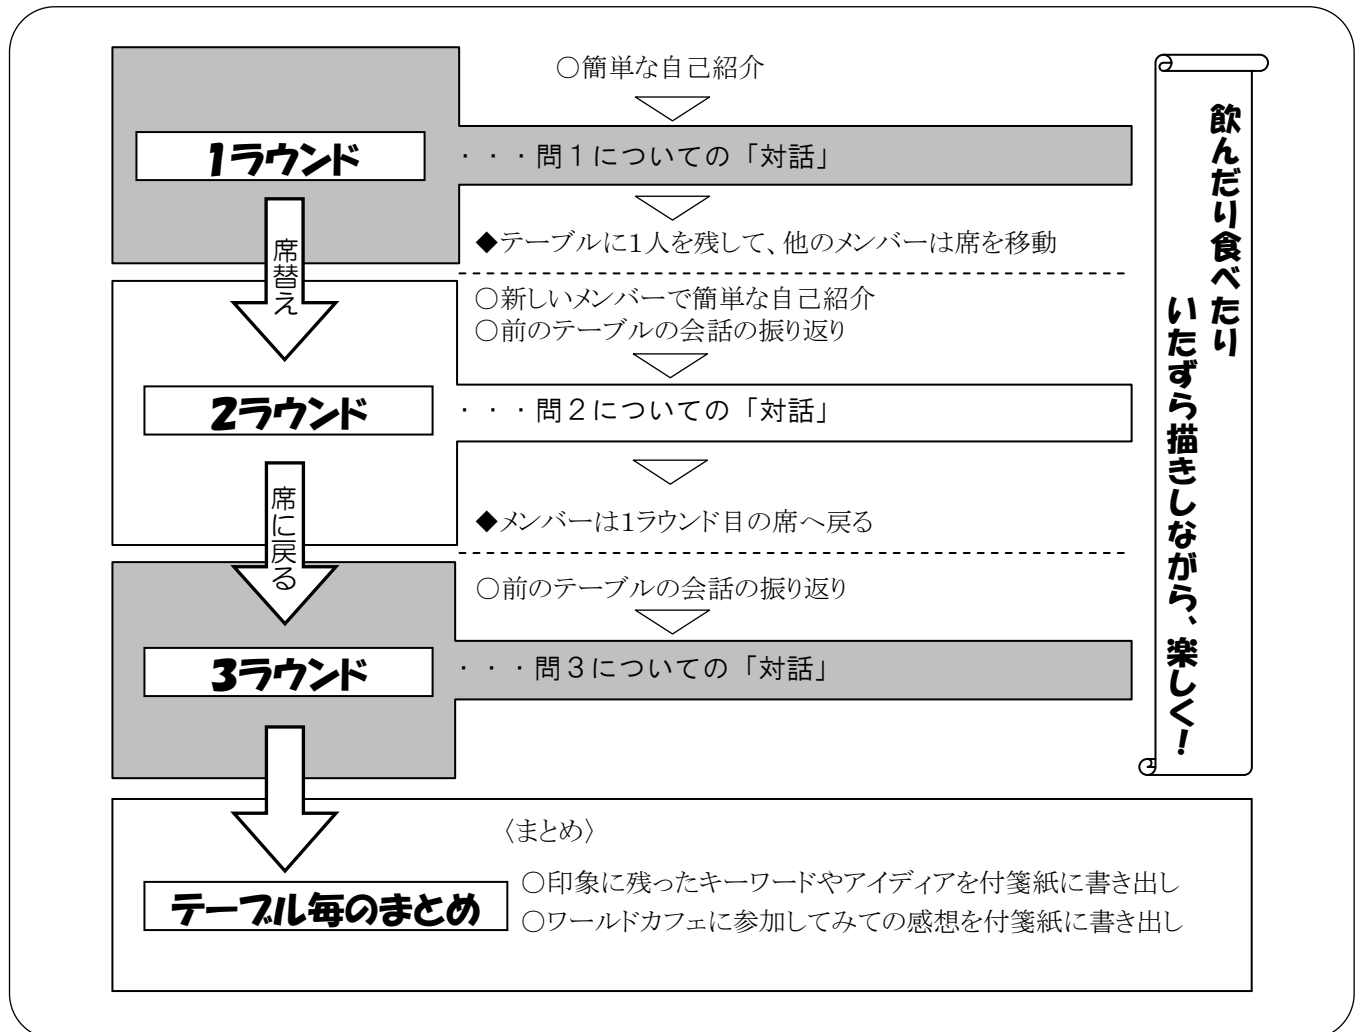 ○簡単な自己紹介
1ラウンド
・・・問1についての「対話」
席替え
◆テーブルに1人を残して、他のメンバーは席を移動
○新しいメンバーで簡単な自己紹介
○前のテーブルの会話の振り返り
2ラウンド
・・・問2についての「対話」
席に戻る
◆メンバーは1ラウンド目の席へ戻る
○前のテーブルの会話の振り返り
3ラウンド
・・・問3についての「対話」
〈まとめ〉
テーブル毎のまとめ
○印象に残ったキーワードやアイディアを付箋紙に書き出し
○ワールドカフェに参加してみての感想を付箋紙に書き出し
飲んだり食べたり
いたずら描きしながら、楽しく!